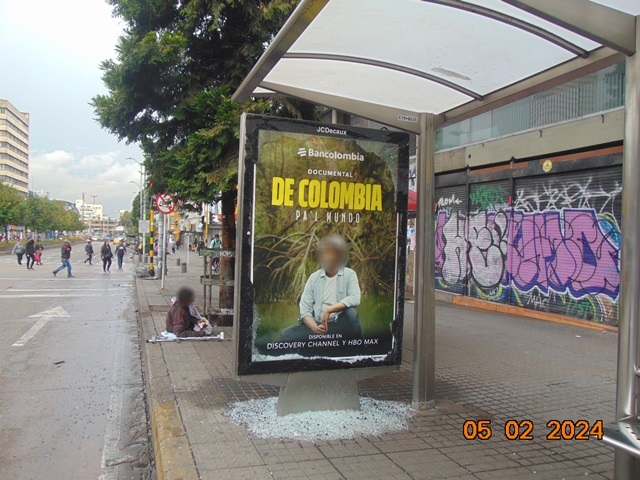 JCDecaux
Bancolombia
DOCUMENTAL
DE COLOMBIA
PA'L MUNDO
DISPONIBLE EN
DISCOVERY CHANNEL Y HBO MAX
05 02 2024